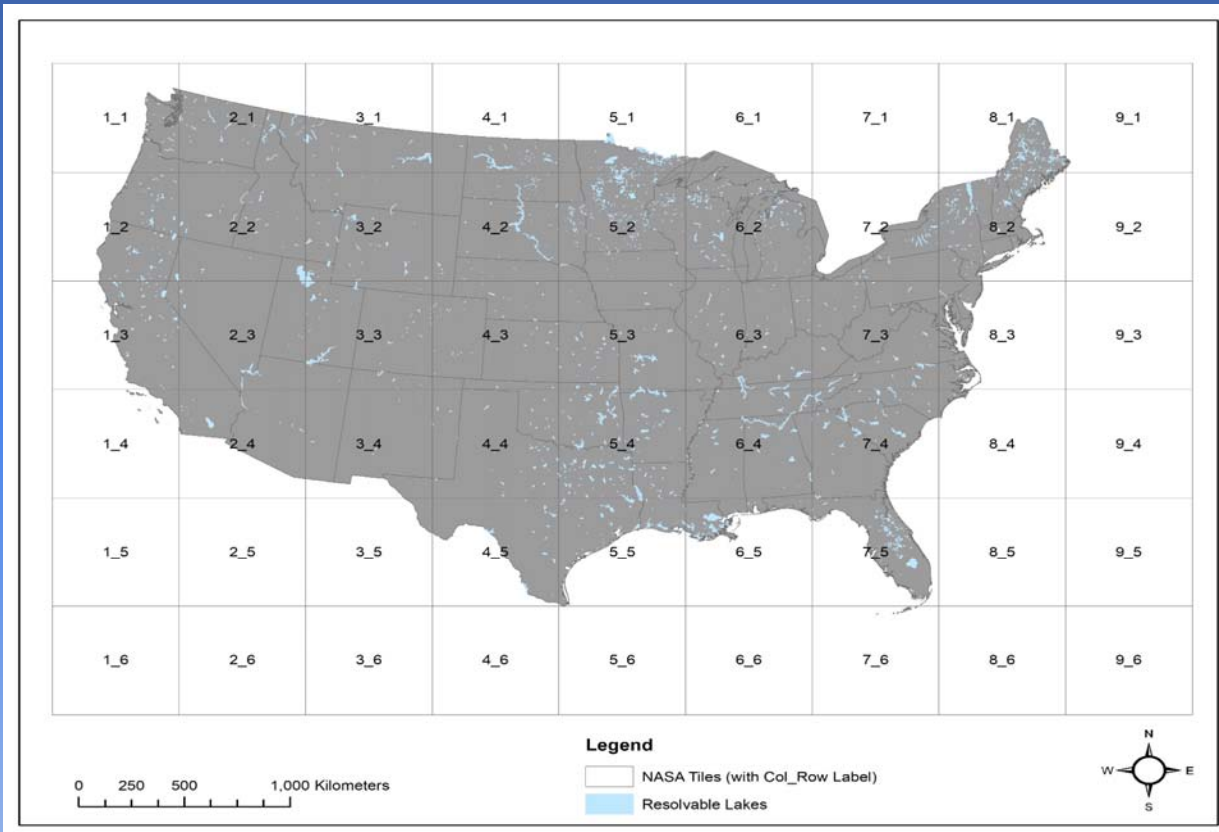 1_1 2_1 3_1 4_1 5_1 6_1 7_1 8_1 9_1
1_2 2_2 3_2 4_2 5_2 6_2 7_2 8_2 9_2
1_3 2_3 3_3 4_3 5_3 6_3 7_3 8_3 9_3
1_4 2_4 3_4 4_4 5_4 6_4 7_4 8_4 9_4
1_5 2_5 3_5 4_5 5_5 6_5 7_5 8_5 9_5
1_6 2_6 3_6 4_6 5_6 6_6 7_6 8_6 9_6
Legend
NASA Tiles (with Col_Row Label)
Resolvable Lakes
0 250 500 1,000 Kilometers
N
W E
S